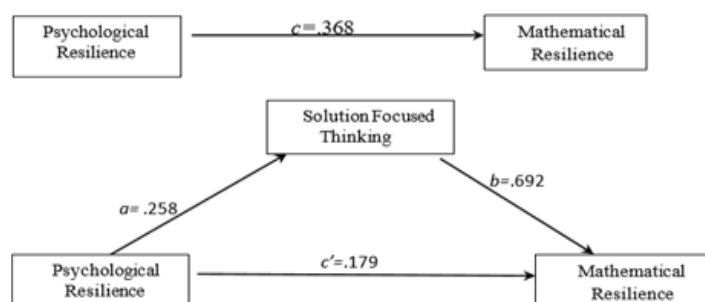 Psychological
Resilience
c=.368
Mathematical
Resilience
Solution Focused
Thinking
a= .258
b=.692
Psychological
Resilience
c'=.179
Mathematical
Resilience